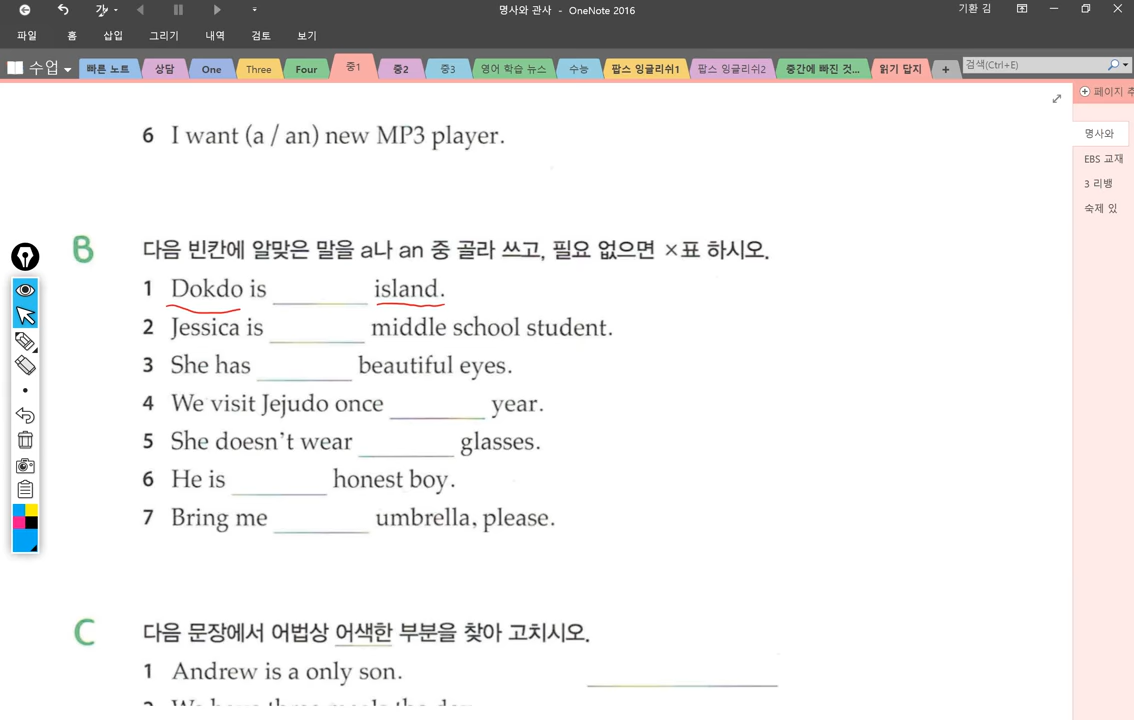 명사와 관사 - OneNote 2016
기환 김
파일 홈 삽입 그리기 내역 검토 보기
수업 빠른 노트 상담 One Three Four 중1 중2 중3 영어 학습 뉴스 수능 팝스 잉글리쉬1 팝스 잉글리쉬2 중간에 빠진 것... 읽기 답지 + 검색(Ctrl+E)
페이지 추
명사와
EBS 교재
3 리뱅
숙제 있
6 I want (a / an) new MP3 player.
B 다음 빈칸에 알맞은 말을 a나 an 중 골라 쓰고, 필요 없으면 ×표 하시오.
1 Dokdo is ________ island.
2 Jessica is ________ middle school student.
3 She has ________ beautiful eyes.
4 We visit Jejudo once ________ year.
5 She doesn't wear ________ glasses.
6 He is ________ honest boy.
7 Bring me ________ umbrella, please.
C 다음 문장에서 어법상 어색한 부분을 찾아 고치시오.
1 Andrew is a only son. ________